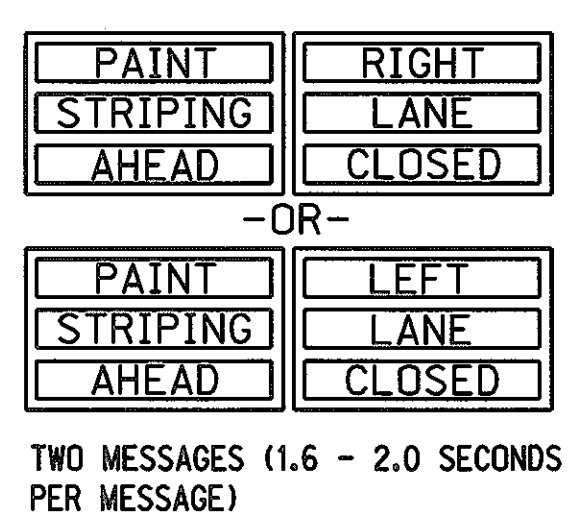 PAINT
STRIPING
AHEAD
RIGHT
LANE
CLOSED
-OR-
PAINT
STRIPING
AHEAD
LEFT
LANE
CLOSED
TWO MESSAGES (1.6 - 2.0 SECONDS
PER MESSAGE)